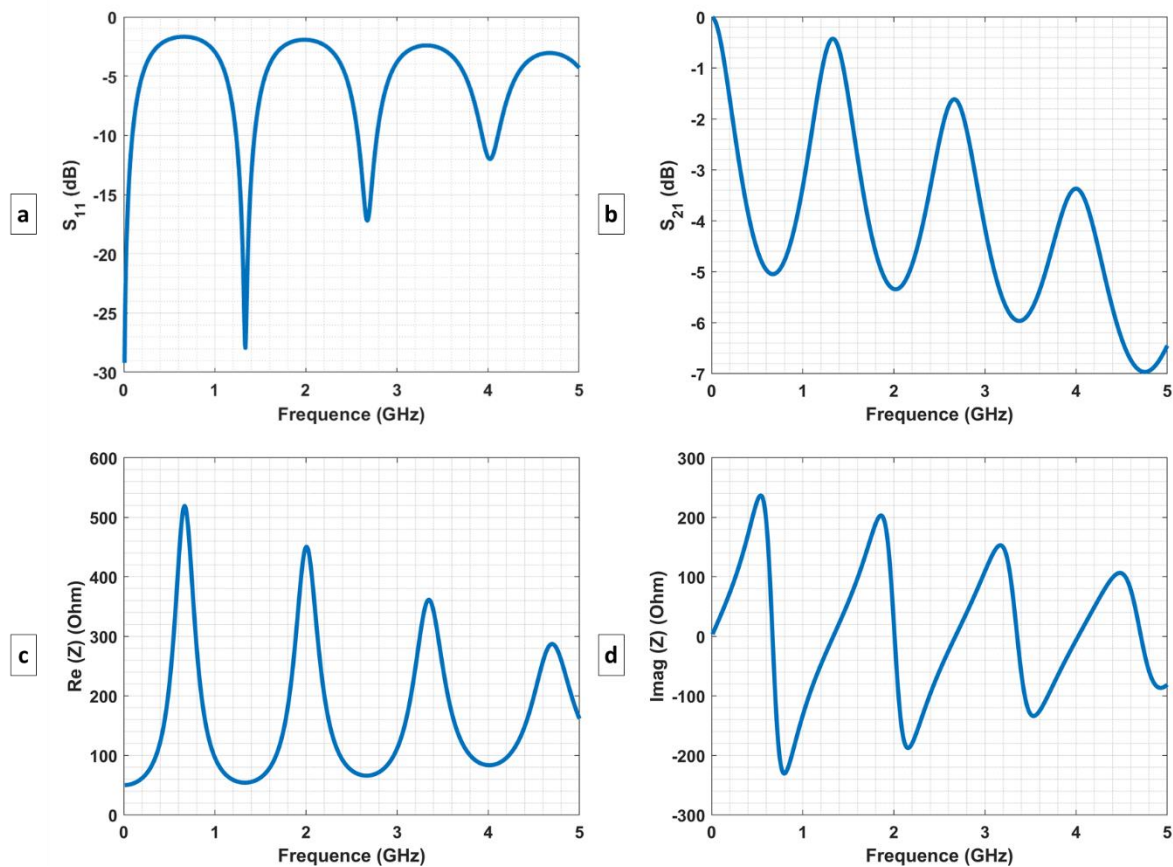 a
S11 (dB)
0
-5
-10
-15
-20
-25
-30
0 1 2 3 4 5
Frequence (GHz)
b
S21 (dB)
0
-1
-2
-3
-4
-5
-6
-7
0 1 2 3 4 5
Frequence (GHz)
c
Re (Z) (Ohm)
600
500
400
300
200
100
0
0 1 2 3 4 5
Frequence (GHz)
d
Imag (Z) (Ohm)
300
200
100
0
-100
-200
-300
0 1 2 3 4 5
Frequence (GHz)